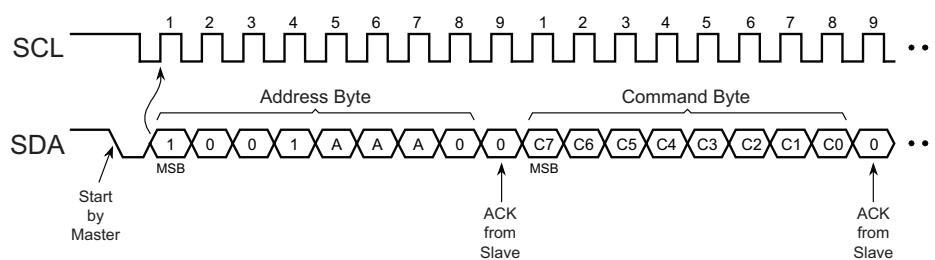 1 2 3 4 5 6 7 8 9 1 2 3 4 5 6 7 8 9
SCL
Address Byte Command Byte
SDA 1 0 0 1 A A A 0 0 C7 C6 C5 C4 C3 C2 C1 C0 0
MSB MSB
Start
by
Master
ACK
from
Slave
ACK
from
Slave